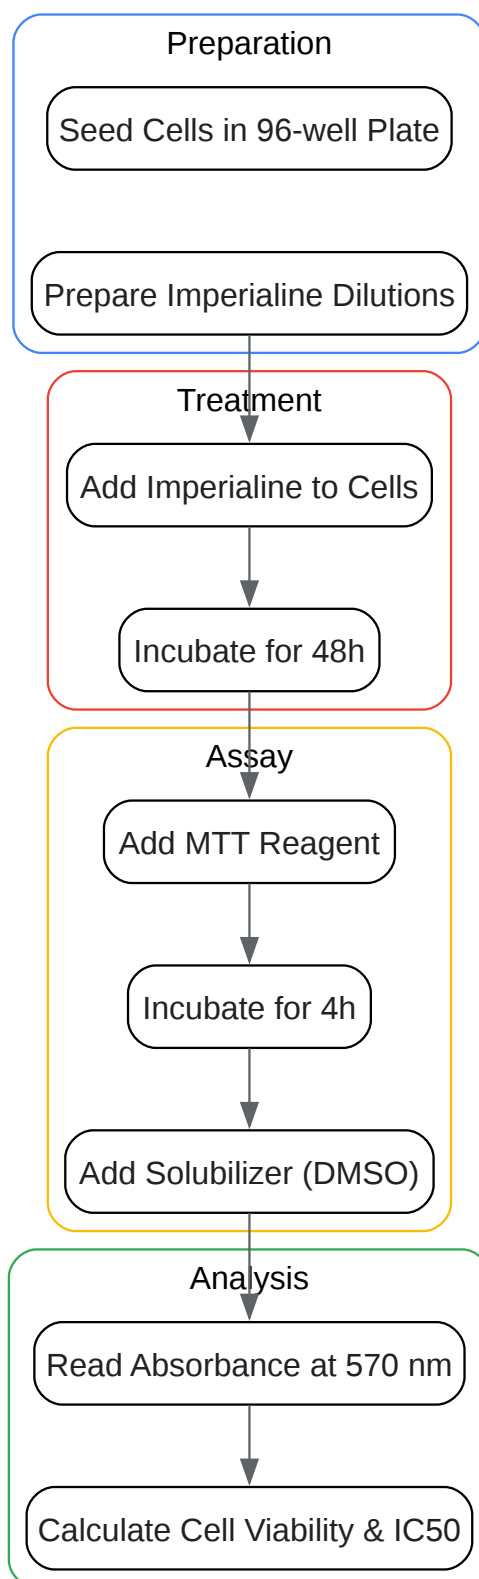 Preparation
Seed Cells in 96-well Plate
Prepare Imperialine Dilutions
Treatment
Add Imperialine to Cells
Incubate for 48h
Assay
Add MTT Reagent
Incubate for 4h
Add Solubilizer (DMSO)
Analysis
Read Absorbance at 570 nm
Calculate Cell Viability & IC50